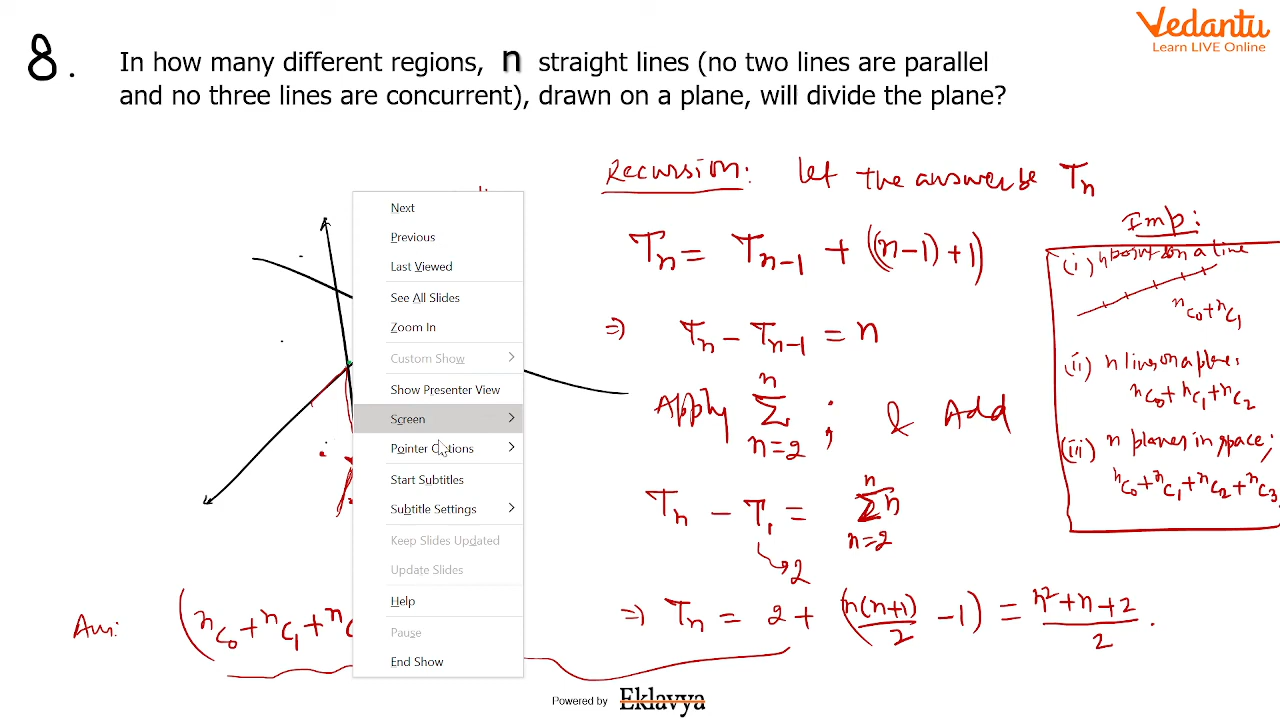 Vedantu
Learn LIVE Online
8.
In how many different regions, n straight lines (no two lines are parallel
and no three lines are concurrent), drawn on a plane, will divide the plane?
Recursion: let the answer be Tₙ
Tₙ = Tₙ₋₁ + ((n-1)+1)
⇒ Tₙ - Tₙ₋₁ = n
Apply Σ n=2 n ; & Add
Tₙ - T₁ = Σ n=2 n n
↳ 2
⇒ Tₙ = 2 + (n(n+1)/2 - 1) = n²+n+2/2 .
Imp:
(i) n point on a line
ⁿC₀+ⁿC₁
(ii) n lines on a plane;
ⁿC₀+ⁿC₁+ⁿC₂
(iii) n planes in space;
ⁿC₀+ⁿC₁+ⁿC₂+ⁿC₃
Ans: (ⁿC₀+ⁿC₁+ⁿC
Next
Previous
Last Viewed
See All Slides
Zoom In
Custom Show
Show Presenter View
Screen
Pointer Options
Start Subtitles
Subtitle Settings
Keep Slides Updated
Update Slides
Help
Pause
End Show
Powered by Eklavya